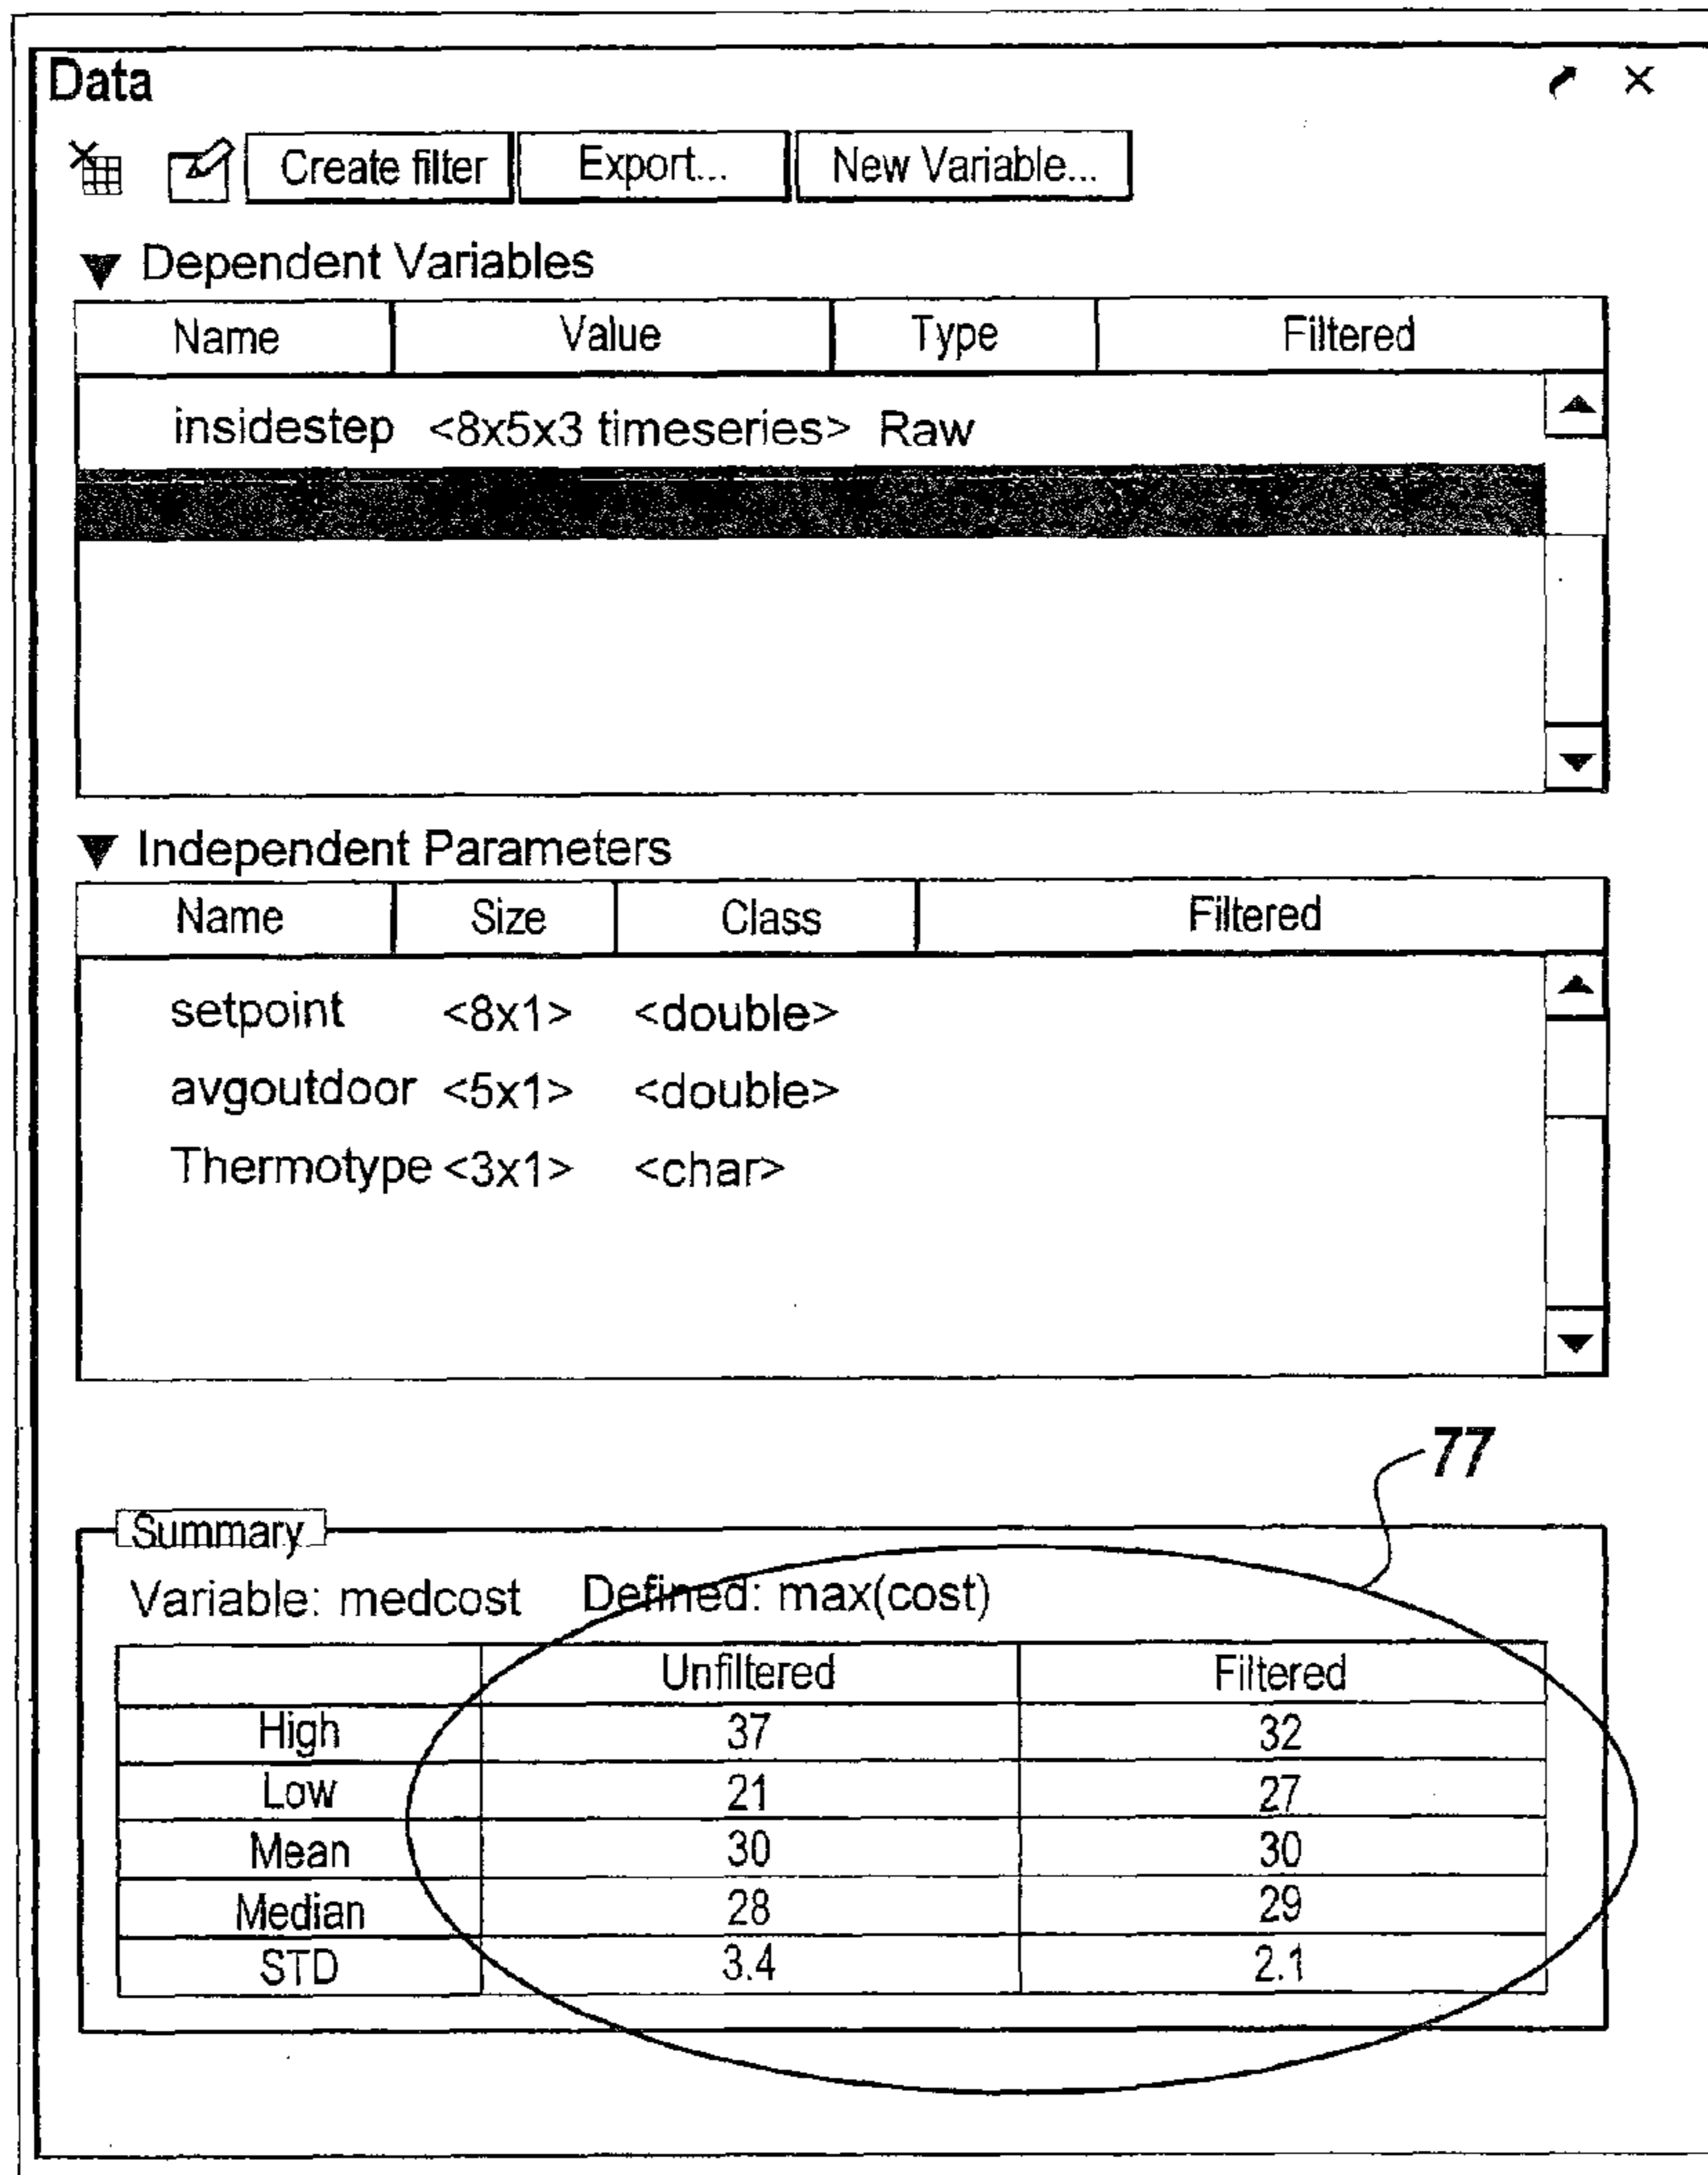 Data
Create filter Export... New Variable...
Dependent Variables
Name Value Type Filtered
insidestep <8x5x3 timeseries> Raw
Independent Parameters
Name Size Class Filtered
setpoint <8x1> <double>
avgoutdoor <5x1> <double>
Thermotype <3x1> <char>
77
Summary
Variable: medcost Defined: max(cost)
Unfiltered Filtered
High 37 32
Low 21 27
Mean 30 30
Median 28 29
STD 3.4 2.1